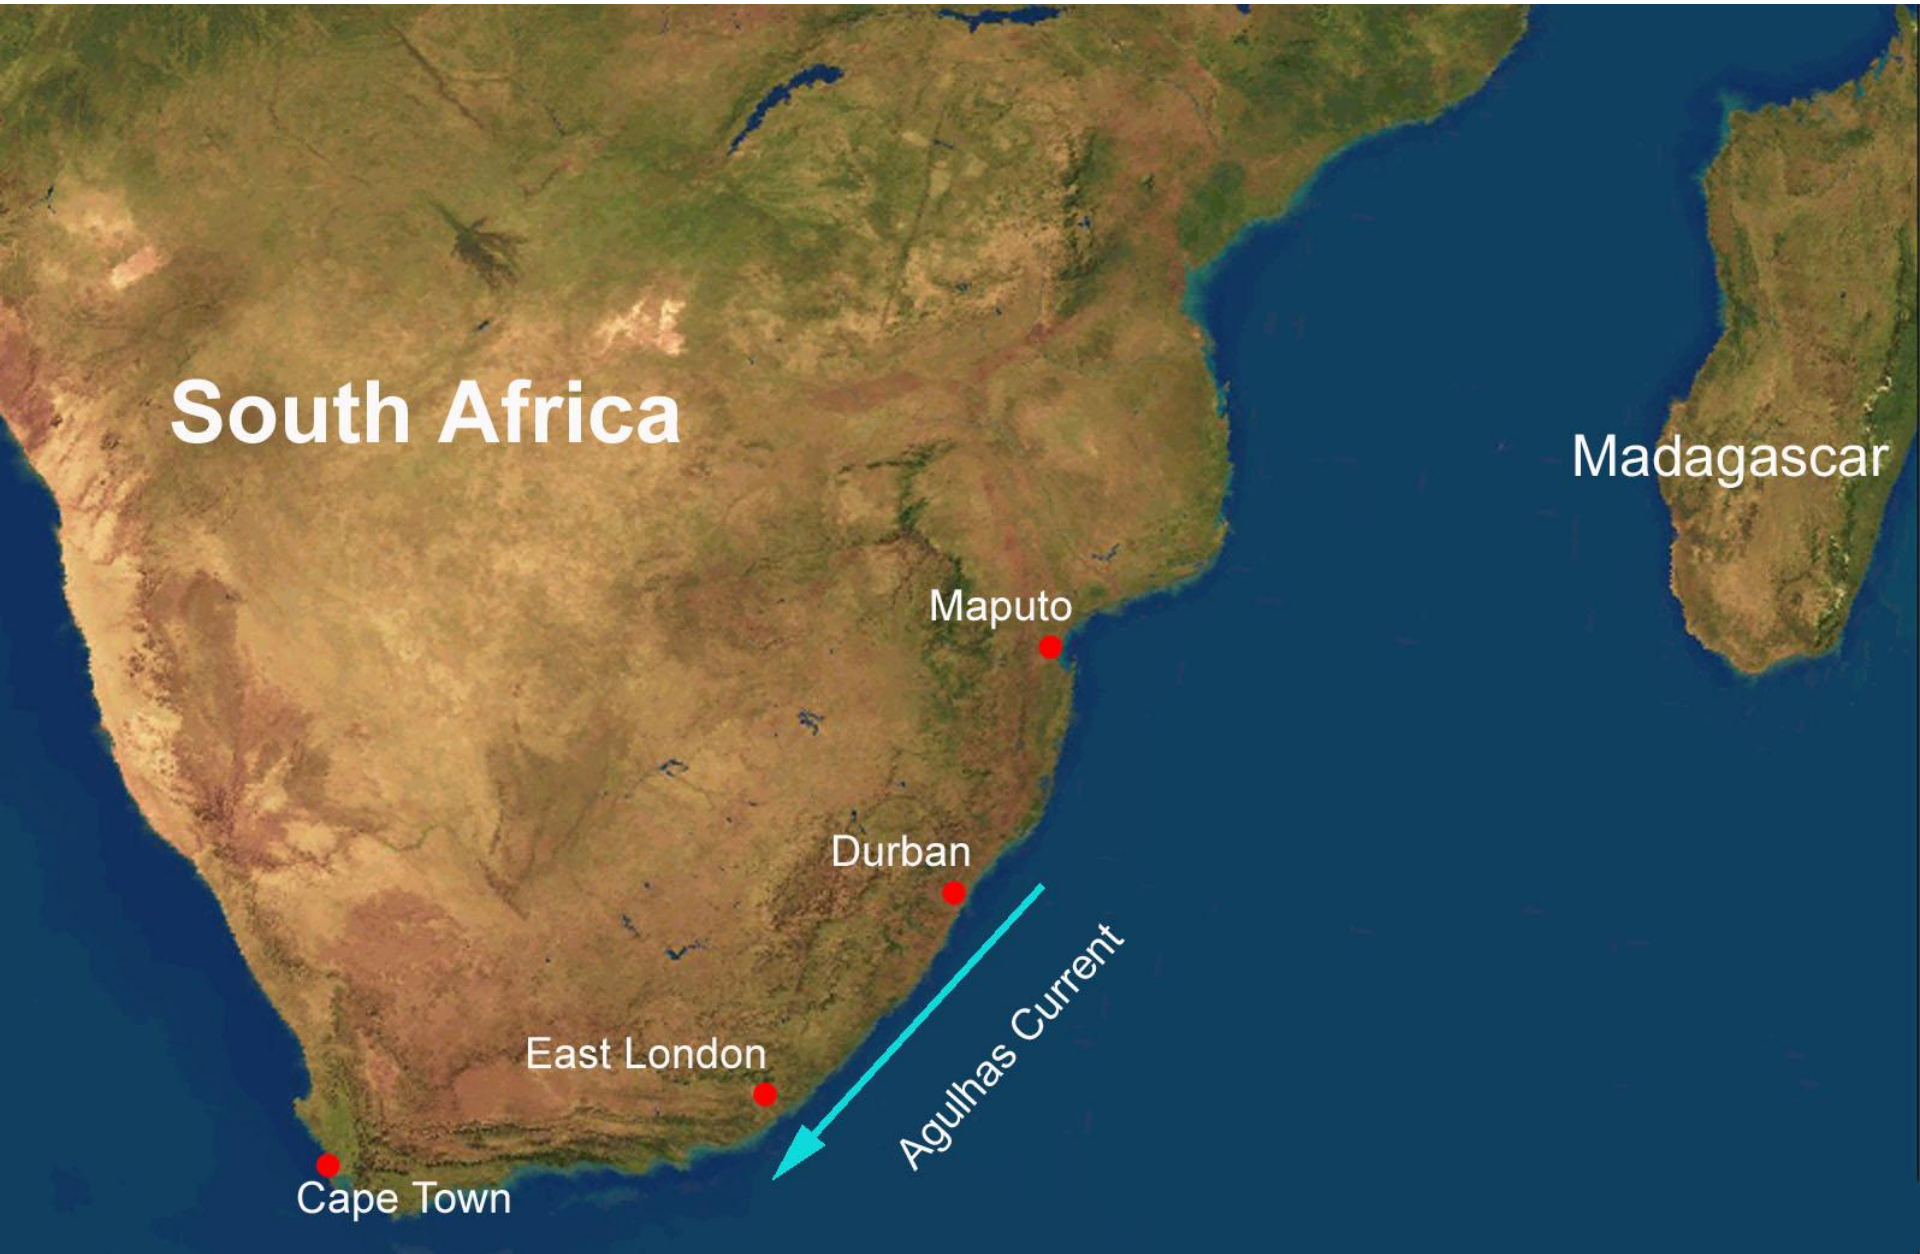 South Africa
Madagascar
Maputo
Durban
Agulhas Current
East London
Cape Town